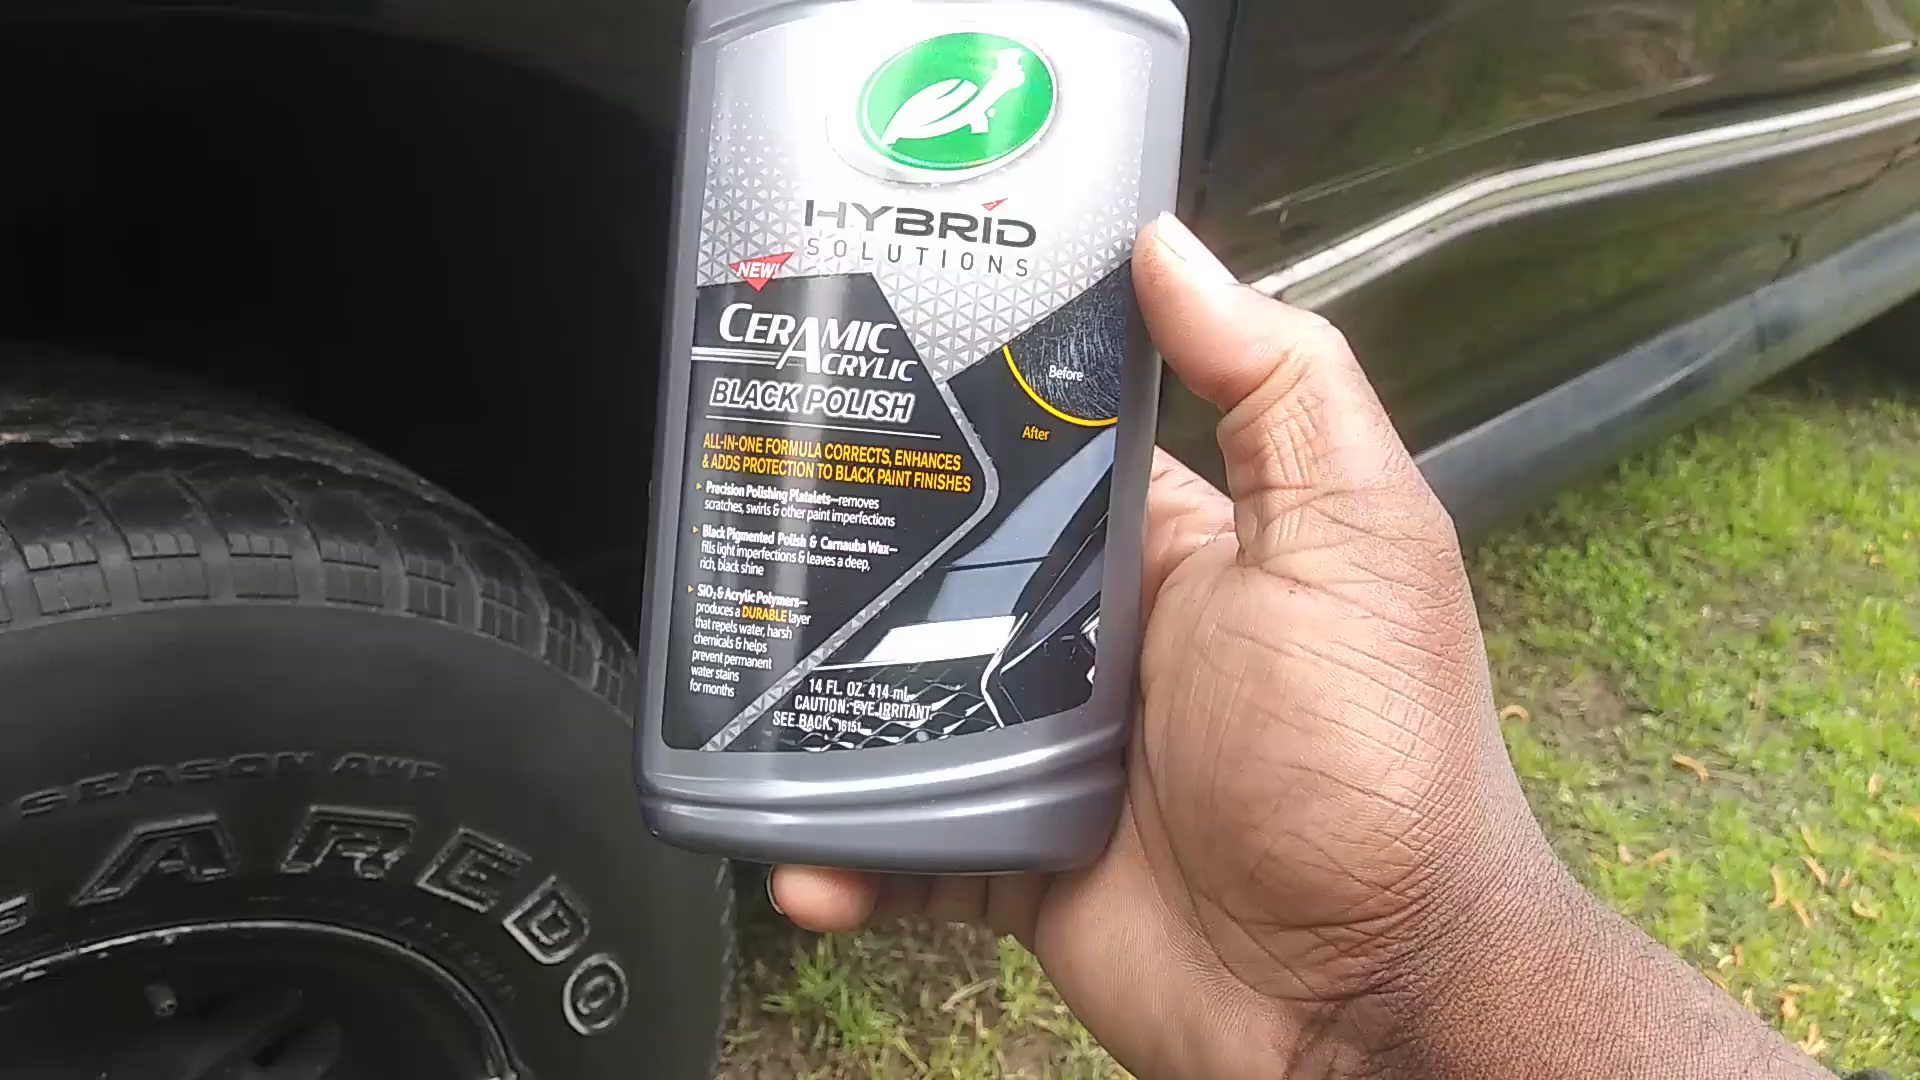 HYBRID
SOLUTIONS
NEW!
CERAMIC
ACRYLIC
BLACK POLISH
ALL-IN-ONE FORMULA CORRECTS, ENHANCES
& ADDS PROTECTION TO BLACK PAINT FINISHES
Precision Polishing Platelets—removes
scratches, swirls & other paint imperfections
Black Pigmented Polish & Carnauba Wax—
fills light imperfections & leaves a deep,
rich, black shine
SiO₂ & Acrylic Polymers—
produces a DURABLE layer
that repels water, harsh
chemicals & helps
prevent permanent
water stains
for months
Before
After
14 FL. OZ. 414 mL
CAUTION: EYE IRRITANT.
SEE BACK. 16151
SEASON AWP
AREDO